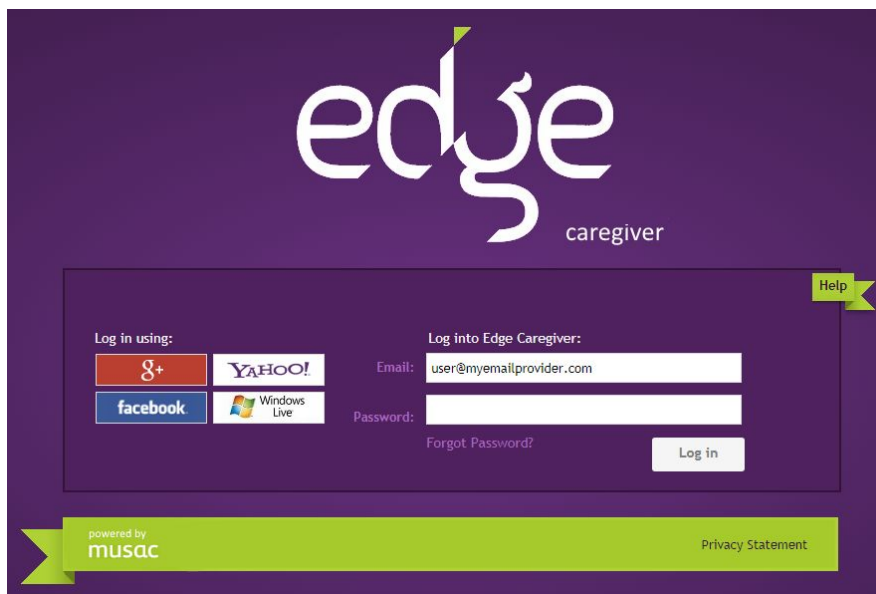 edge
caregiver
Help
Log in using:
g+
YAHOO!
facebook
Windows Live
Log into Edge Caregiver:
Email:
user@myemailprovider.com
Password:
Forgot Password?
Log in
powered by
musac
Privacy Statement